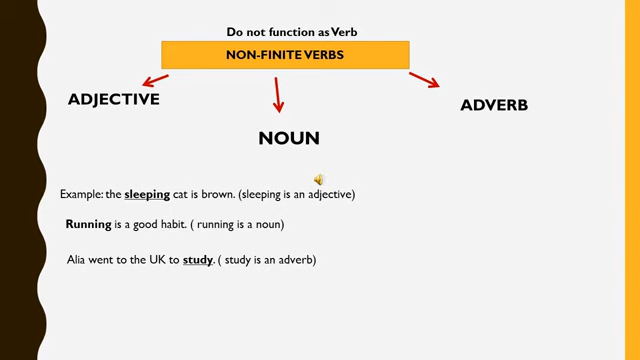 Do not function as Verb
NON-FINITE VERBS
ADJECTIVE
ADVERB
NOUN
Example: the sleeping cat is brown. (sleeping is an adjective)
Running is a good habit. ( running is a noun)
Alia went to the UK to study. ( study is an adverb)